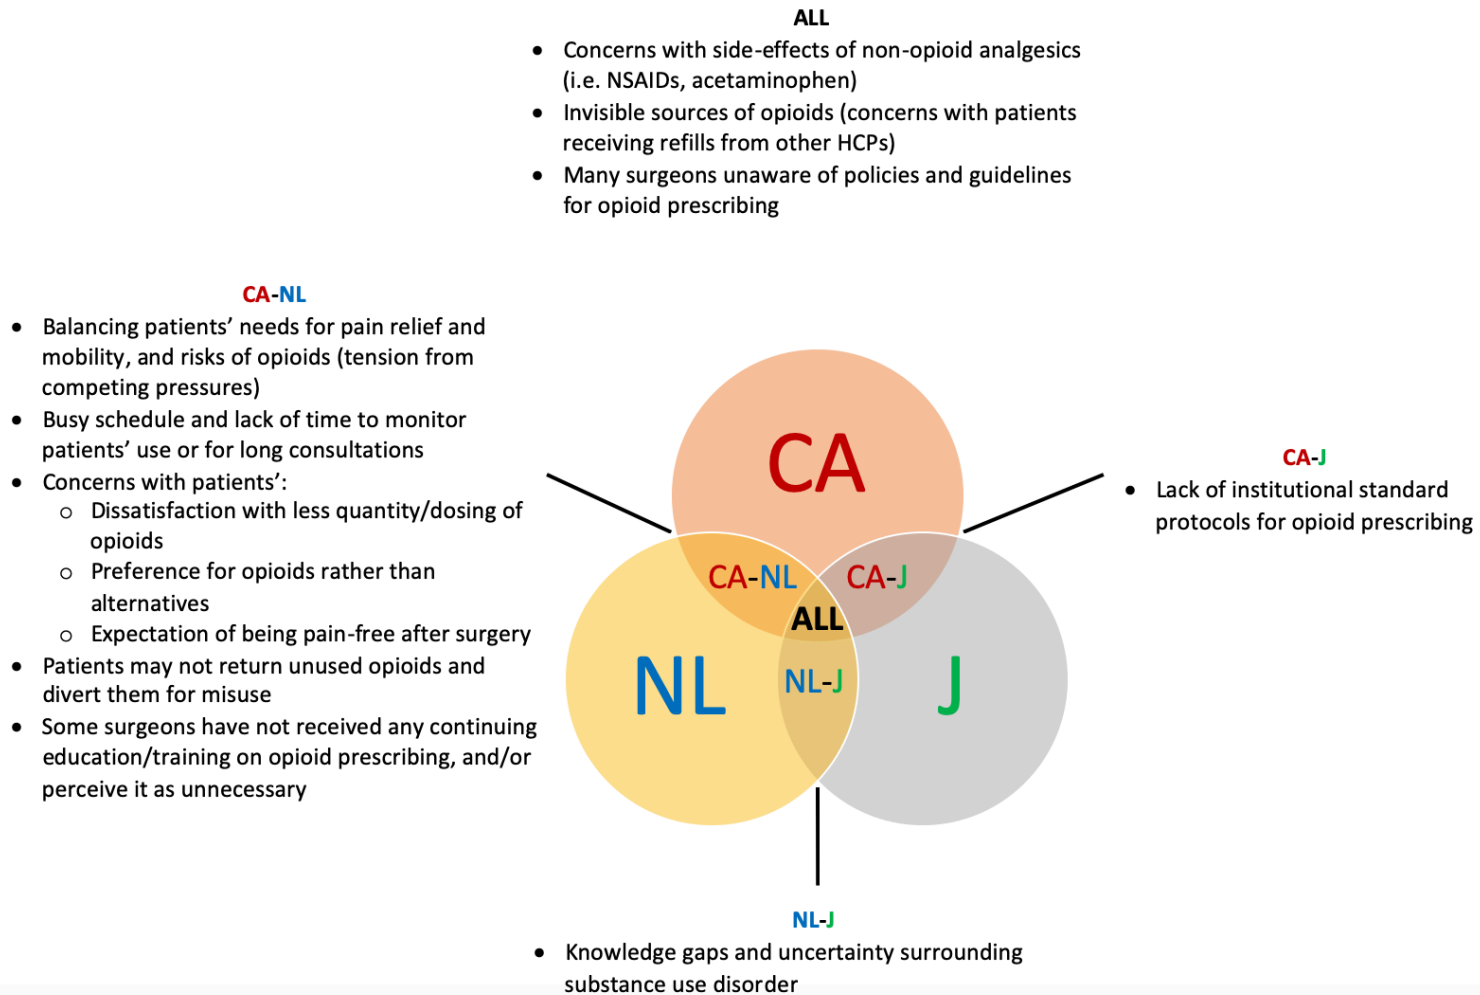 ALL
• Concerns with side-effects of non-opioid analgesics
(i.e. NSAIDs, acetaminophen)
• Invisible sources of opioids (concerns with patients
receiving refills from other HCPs)
• Many surgeons unaware of policies and guidelines
for opioid prescribing
CA-NL
• Balancing patients’ needs for pain relief and
mobility, and risks of opioids (tension from
competing pressures)
• Busy schedule and lack of time to monitor
patients’ use or for long consultations
• Concerns with patients’:
o Dissatisfaction with less quantity/dosing of
opioids
o Preference for opioids rather than
alternatives
o Expectation of being pain-free after surgery
• Patients may not return unused opioids and
divert them for misuse
• Some surgeons have not received any continuing
education/training on opioid prescribing, and/or
perceive it as unnecessary
CA
CA-NL
CA-J
ALL
NL
NL-J
J
CA-J
• Lack of institutional standard
protocols for opioid prescribing
NL-J
• Knowledge gaps and uncertainty surrounding
substance use disorder